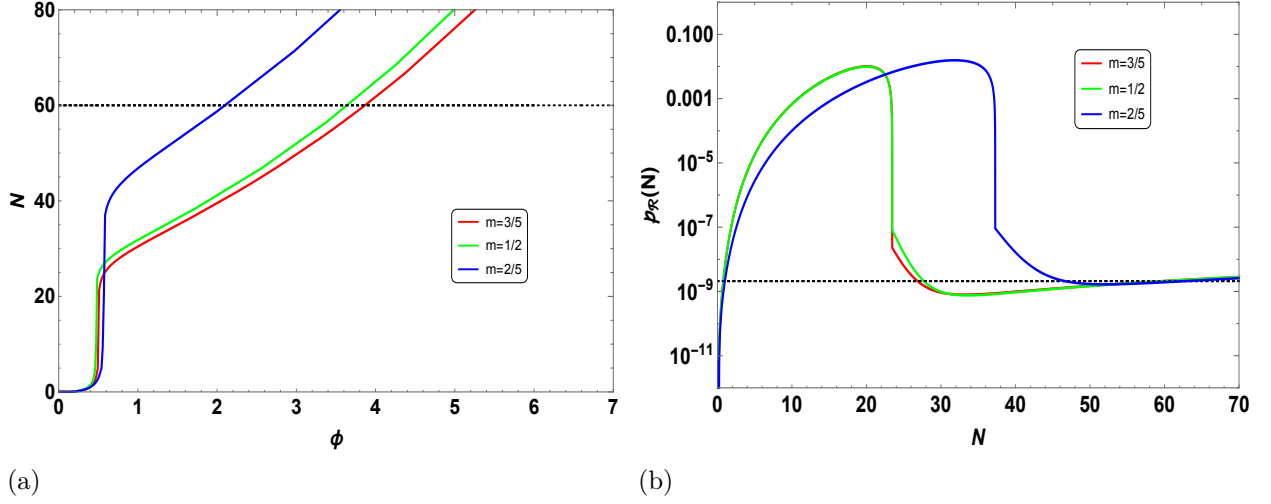 80
60
40
20
0
N
0 1 2 3 4 5 6 7
ϕ
m=3/5
m=1/2
m=2/5
(a)
0.100
0.001
10⁻⁵
10⁻⁷
10⁻⁹
10⁻¹¹
p_ℛ(N)
0 10 20 30 40 50 60 70
N
m=3/5
m=1/2
m=2/5
(b)